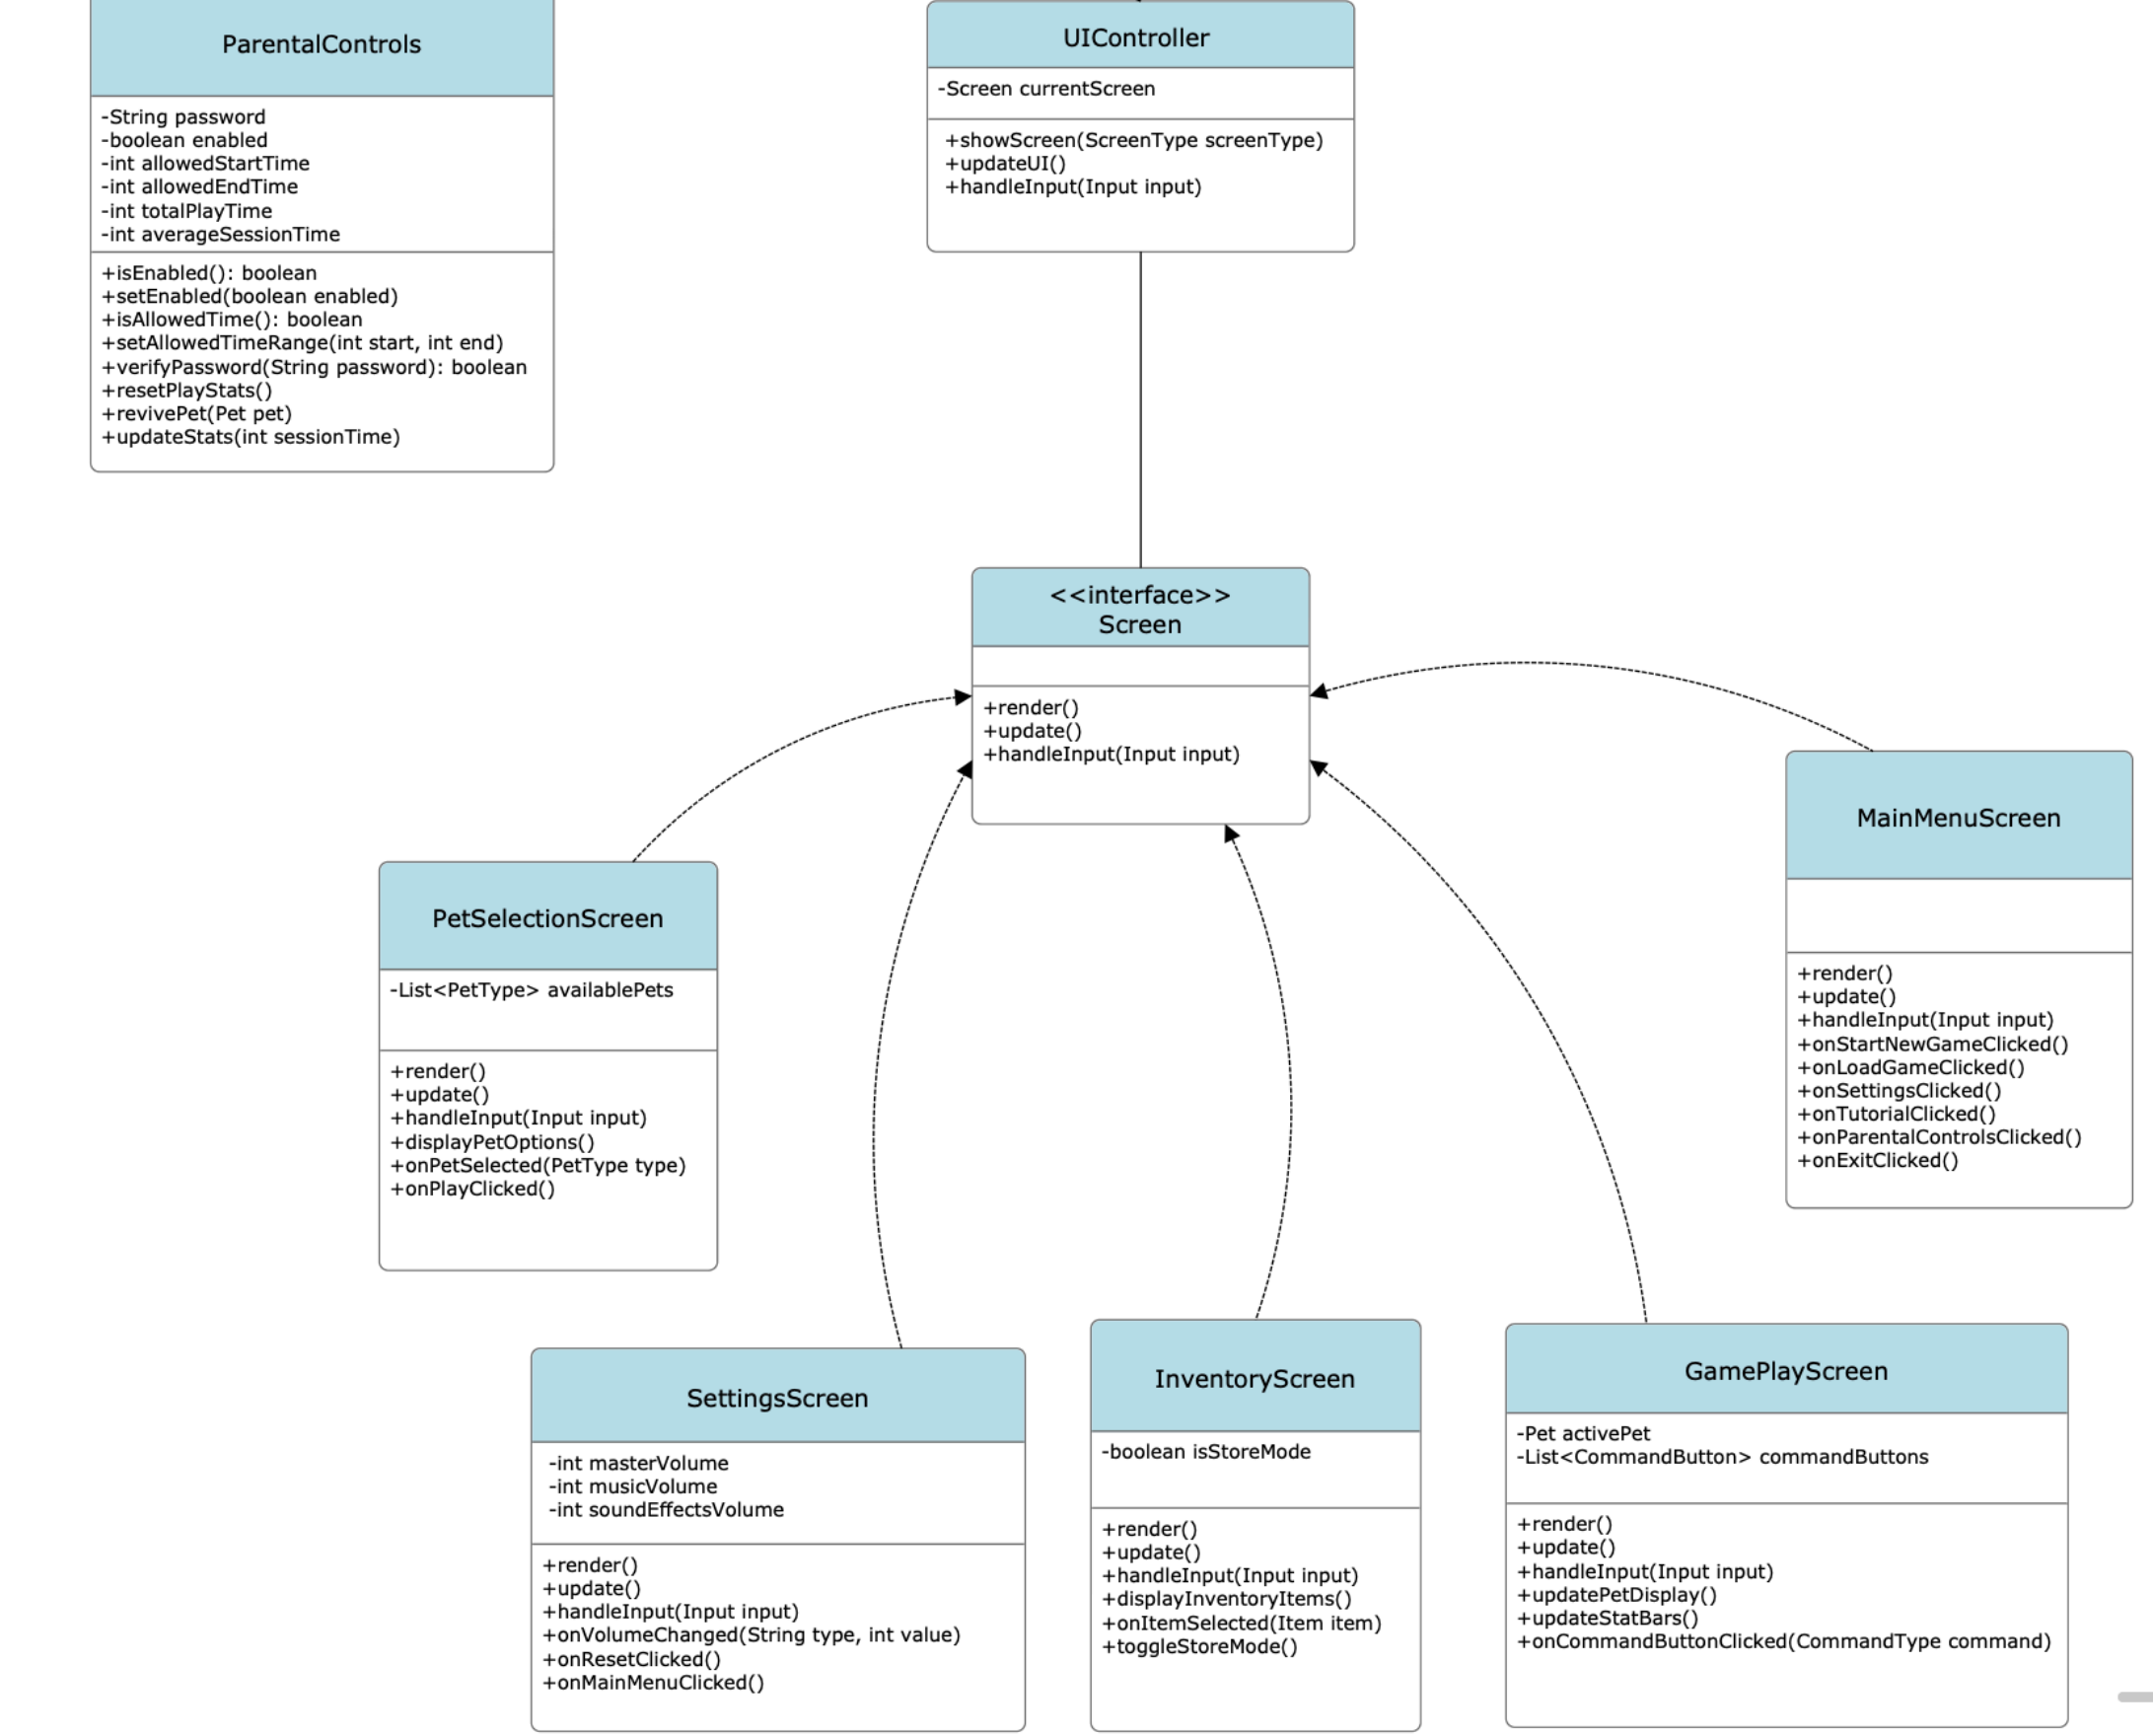 ParentalControls
-String password
-boolean enabled
-int allowedStartTime
-int allowedEndTime
-int totalPlayTime
-int averageSessionTime
+isEnabled(): boolean
+setEnabled(boolean enabled)
+isAllowedTime(): boolean
+setAllowedTimeRange(int start, int end)
+verifyPassword(String password): boolean
+resetPlayStats()
+revivePet(Pet pet)
+updateStats(int sessionTime)
UIController
-Screen currentScreen
+showScreen(ScreenType screenType)
+updateUI()
+handleInput(Input input)
<<interface>>
Screen
+render()
+update()
+handleInput(Input input)
MainMenuScreen
+render()
+update()
+handleInput(Input input)
+onStartNewGameClicked()
+onLoadGameClicked()
+onSettingsClicked()
+onTutorialClicked()
+onParentalControlsClicked()
+onExitClicked()
PetSelectionScreen
-List<PetType> availablePets
+render()
+update()
+handleInput(Input input)
+displayPetOptions()
+onPetSelected(PetType type)
+onPlayClicked()
SettingsScreen
-int masterVolume
-int musicVolume
-int soundEffectsVolume
+render()
+update()
+handleInput(Input input)
+onVolumeChanged(String type, int value)
+onResetClicked()
+onMainMenuClicked()
InventoryScreen
-boolean isStoreMode
+render()
+update()
+handleInput(Input input)
+displayInventoryItems()
+onItemSelected(Item item)
+toggleStoreMode()
GamePlayScreen
-Pet activePet
-List<CommandButton> commandButtons
+render()
+update()
+handleInput(Input input)
+updatePetDisplay()
+updateStatBars()
+onCommandButtonClicked(CommandType command)